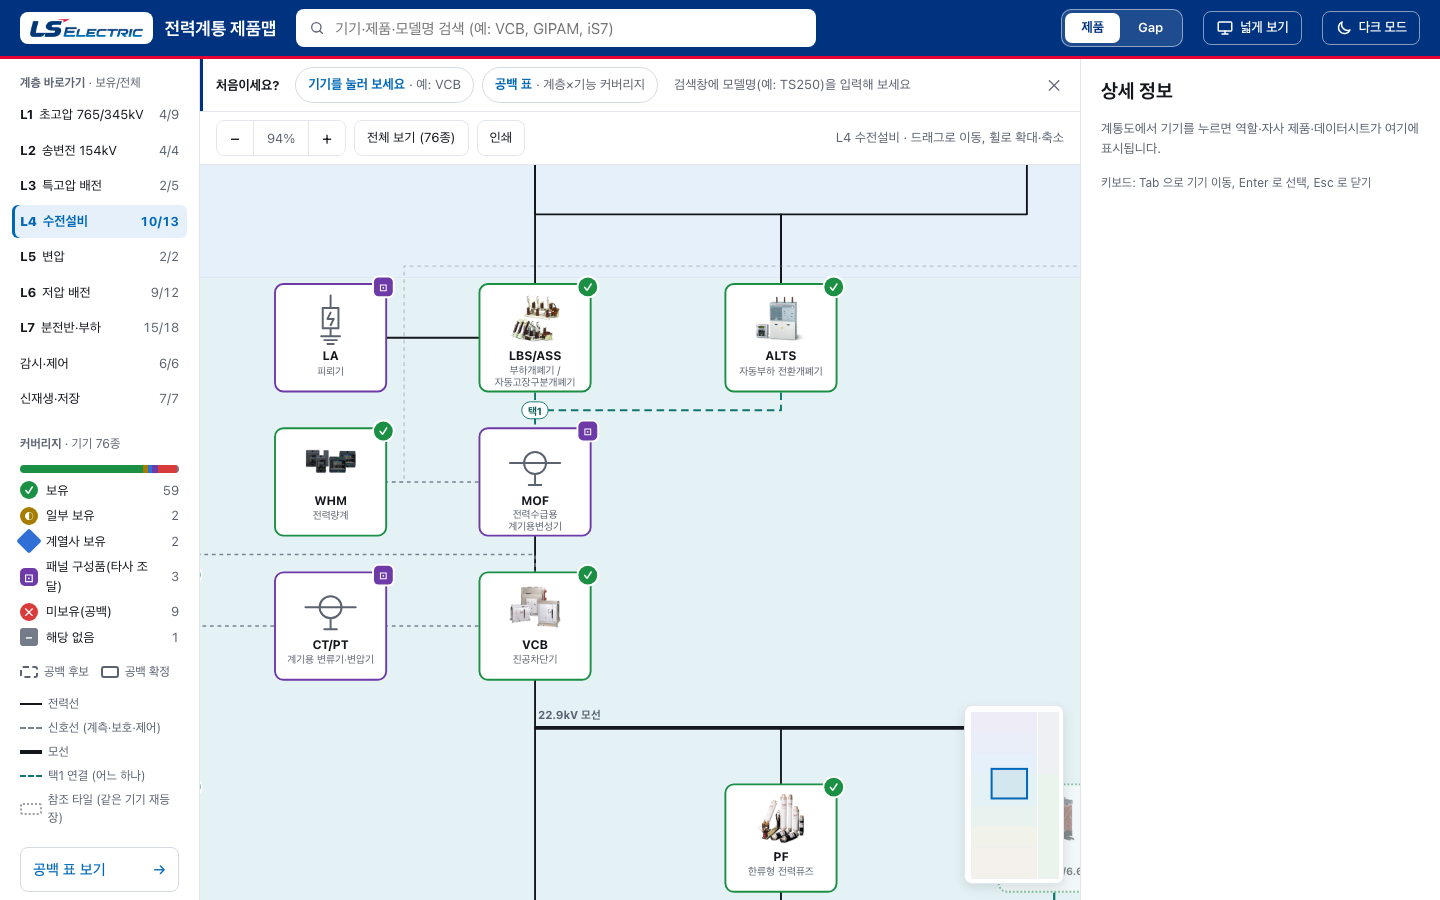 LS ELECTRIC
전력계통 제품맵
기기·제품·모델명 검색 (예: VCB, GIPAM, iS7)
제품
Gap
넓게 보기
다크 모드
계층 바로가기 · 보유/전체
L1 초고압 765/345kV 4/9
L2 송변전 154kV 4/4
L3 특고압 배전 2/5
L4 수전설비 10/13
L5 변압 2/2
L6 저압 배전 9/12
L7 분전반·부하 15/18
감시·제어 6/6
신재생·저장 7/7
커버리지 · 기기 76종
보유 59
일부 보유 2
계열사 보유 2
패널 구성품(타사 조
달) 3
미보유(공백) 9
해당 없음 1
공백 후보
공백 확정
전력선
신호선 (계측·보호·제어)
모선
택1 연결 (어느 하나)
참조 타일 (같은 기기 재등
장)
공백 표 보기 →
처음이세요?
기기를 눌러 보세요 · 예: VCB
공백 표 · 계층×기능 커버리지
검색창에 모델명(예: TS250)을 입력해 보세요
− 94% +
전체 보기 (76종)
인쇄
L4 수전설비 · 드래그로 이동, 휠로 확대·축소
LA
피뢰기
LBS/ASS
부하개폐기 /
자동고장구분개폐기
ALTS
자동부하 전환개폐기
택1
WHM
전력량계
MOF
전력수급용
계기용변성기
CT/PT
계기용 변류기·변압기
VCB
진공차단기
22.9kV 모선
PF
한류형 전력퓨즈
상세 정보
계통도에서 기기를 누르면 역할·자사 제품·데이터시트가 여기에
표시됩니다.
키보드: Tab 으로 기기 이동, Enter 로 선택, Esc 로 닫기